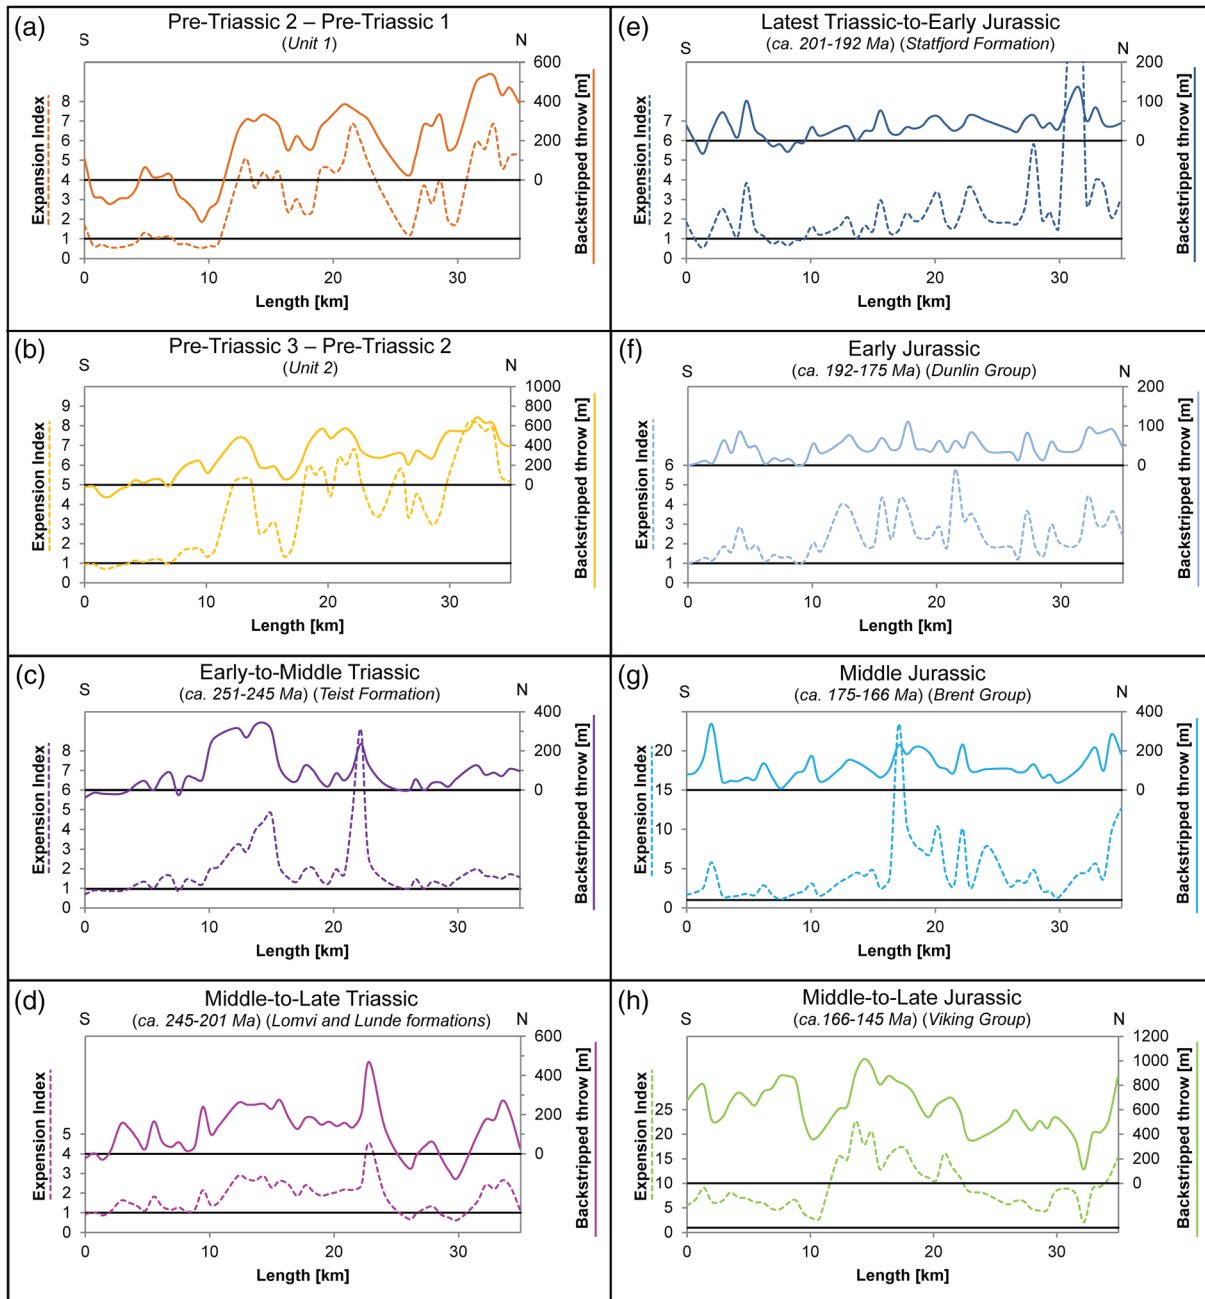 (a)
Pre-Triassic 2 – Pre-Triassic 1
(Unit 1)
S
N
Expansion Index
Backstripped throw [m]
8
7
6
5
4
3
2
1
0
600
400
200
0
0
10
20
30
Length [km]
(e)
Latest Triassic-to-Early Jurassic
(ca. 201-192 Ma) (Statfjord Formation)
S
N
Expension Index
Backstripped throw [m]
7
6
5
4
3
2
1
0
200
100
0
0
10
20
30
Length [km]
(b)
Pre-Triassic 3 – Pre-Triassic 2
(Unit 2)
S
N
Expension Index
Backstripped throw [m]
9
8
7
6
5
4
3
2
1
0
1000
800
600
400
200
0
0
10
20
30
Length [km]
(f)
Early Jurassic
(ca. 192-175 Ma) (Dunlin Group)
S
N
Expension Index
Backstripped throw [m]
6
5
4
3
2
1
0
200
100
0
0
10
20
30
Length [km]
(c)
Early-to-Middle Triassic
(ca. 251-245 Ma) (Teist Formation)
S
N
Expension Index
Backstripped throw [m]
8
7
6
5
4
3
2
1
0
400
200
0
0
10
20
30
Length [km]
(g)
Middle Jurassic
(ca. 175-166 Ma) (Brent Group)
S
N
Expension Index
Backstripped throw [m]
20
15
10
5
0
400
200
0
0
10
20
30
Length [km]
(d)
Middle-to-Late Triassic
(ca. 245-201 Ma) (Lomvi and Lunde formations)
S
N
Expension Index
Backstripped throw [m]
5
4
3
2
1
0
600
400
200
0
0
10
20
30
Length [km]
(h)
Middle-to-Late Jurassic
(ca.166-145 Ma) (Viking Group)
S
N
Expension Index
Backstripped throw [m]
25
20
15
10
5
0
1200
1000
800
600
400
200
0
0
10
20
30
Length [km]